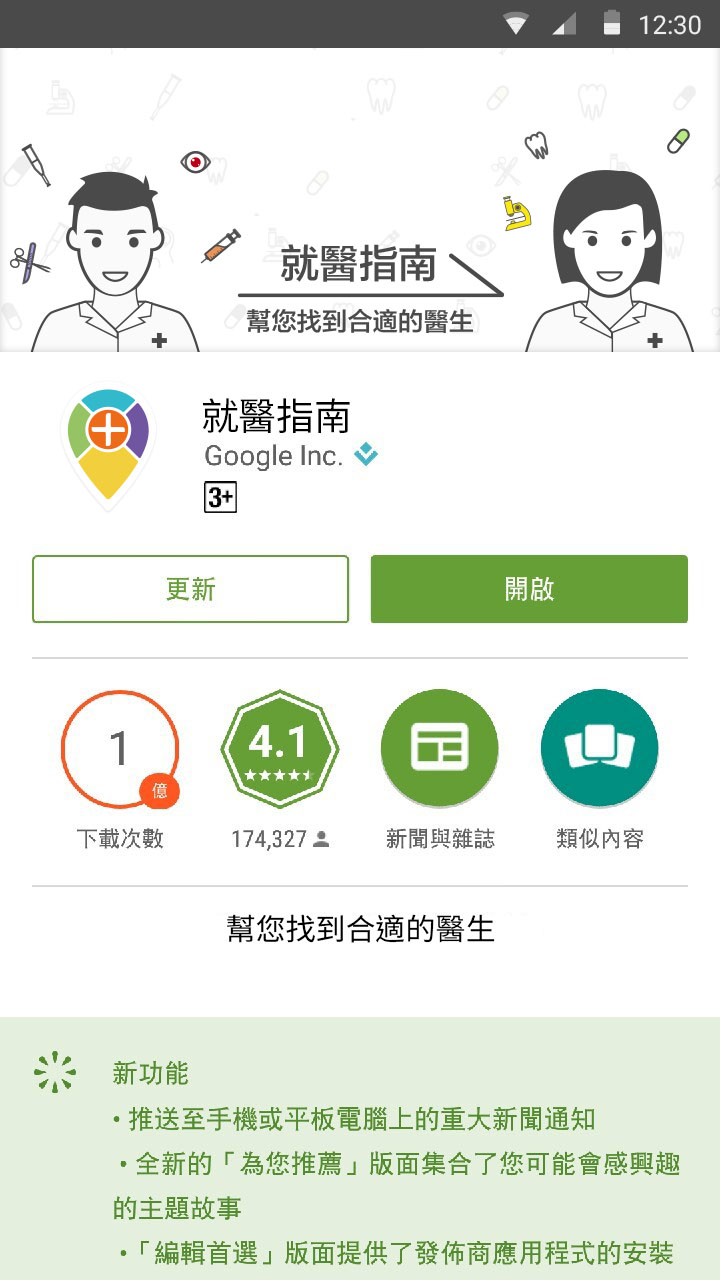 12:30
就醫指南
幫您找到合適的醫生
就醫指南
Google Inc.
3+
更新
開啟
1
億
4.1
下載次數
174,327
新聞與雜誌
類似內容
幫您找到合適的醫生
新功能
• 推送至手機或平板電腦上的重大新聞通知
• 全新的「為您推薦」版面集合了您可能會感興趣
的主題故事
•「編輯首選」版面提供了發佈商應用程式的安裝